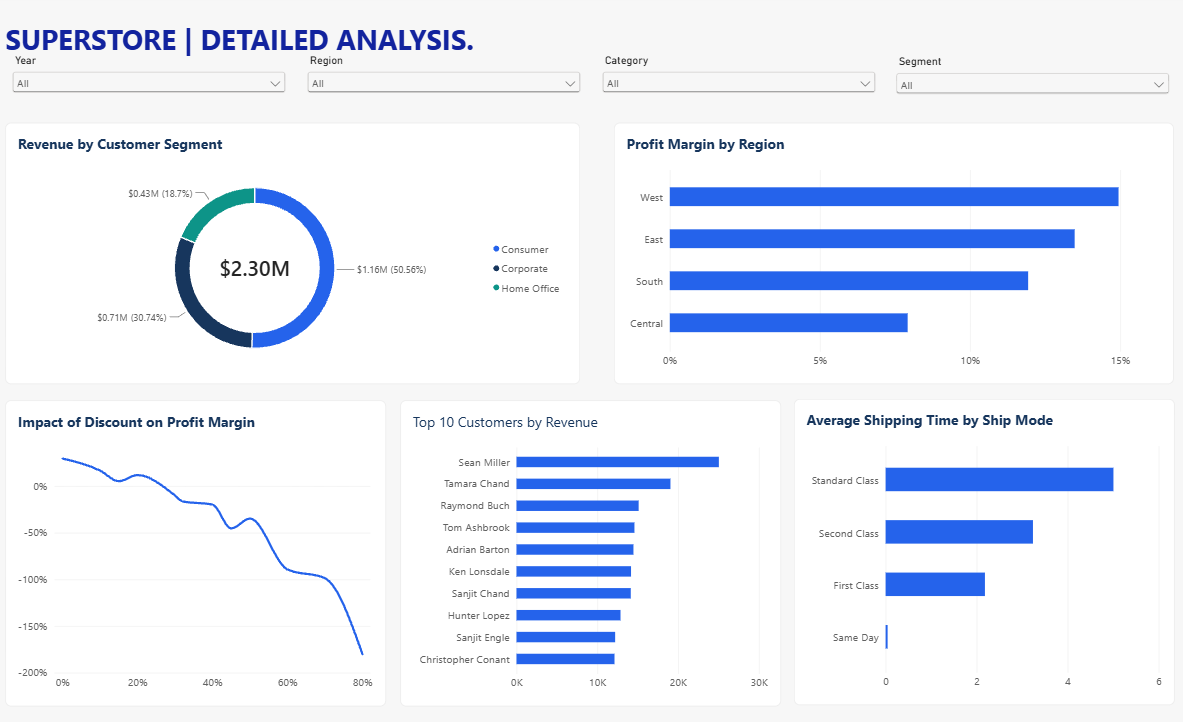 SUPERSTORE | DETAILED ANALYSIS.
Year
Region
Category
Segment
All
All
All
All
Revenue by Customer Segment
$0.43M (18.7%)
$2.30M
$1.16M (50.56%)
$0.71M (30.74%)
Consumer
Corporate
Home Office
Profit Margin by Region
West
East
South
Central
0%
5%
10%
15%
Impact of Discount on Profit Margin
0%
-50%
-100%
-150%
-200%
0%
20%
40%
60%
80%
Top 10 Customers by Revenue
Sean Miller
Tamara Chand
Raymond Buch
Tom Ashbrook
Adrian Barton
Ken Lonsdale
Sanjit Chand
Hunter Lopez
Sanjit Engle
Christopher Conant
0K
10K
20K
30K
Average Shipping Time by Ship Mode
Standard Class
Second Class
First Class
Same Day
0
2
4
6